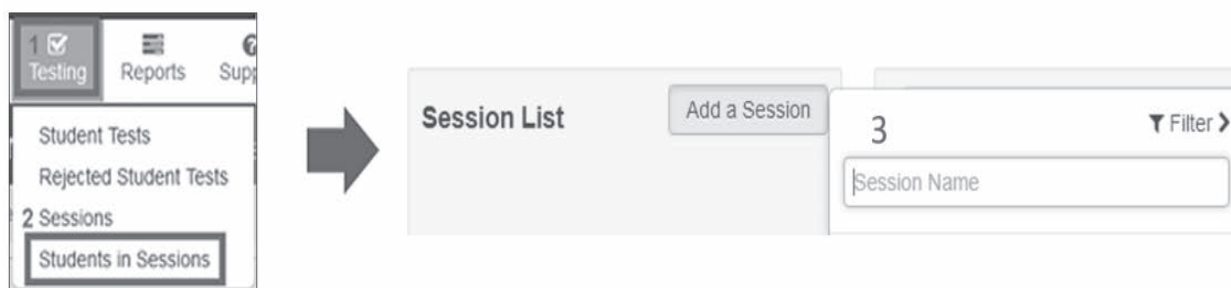 1
Testing Reports Supp
Student Tests
Rejected Student Tests
2 Sessions
Students in Sessions
Session List
Add a Session
3
Filter
Session Name